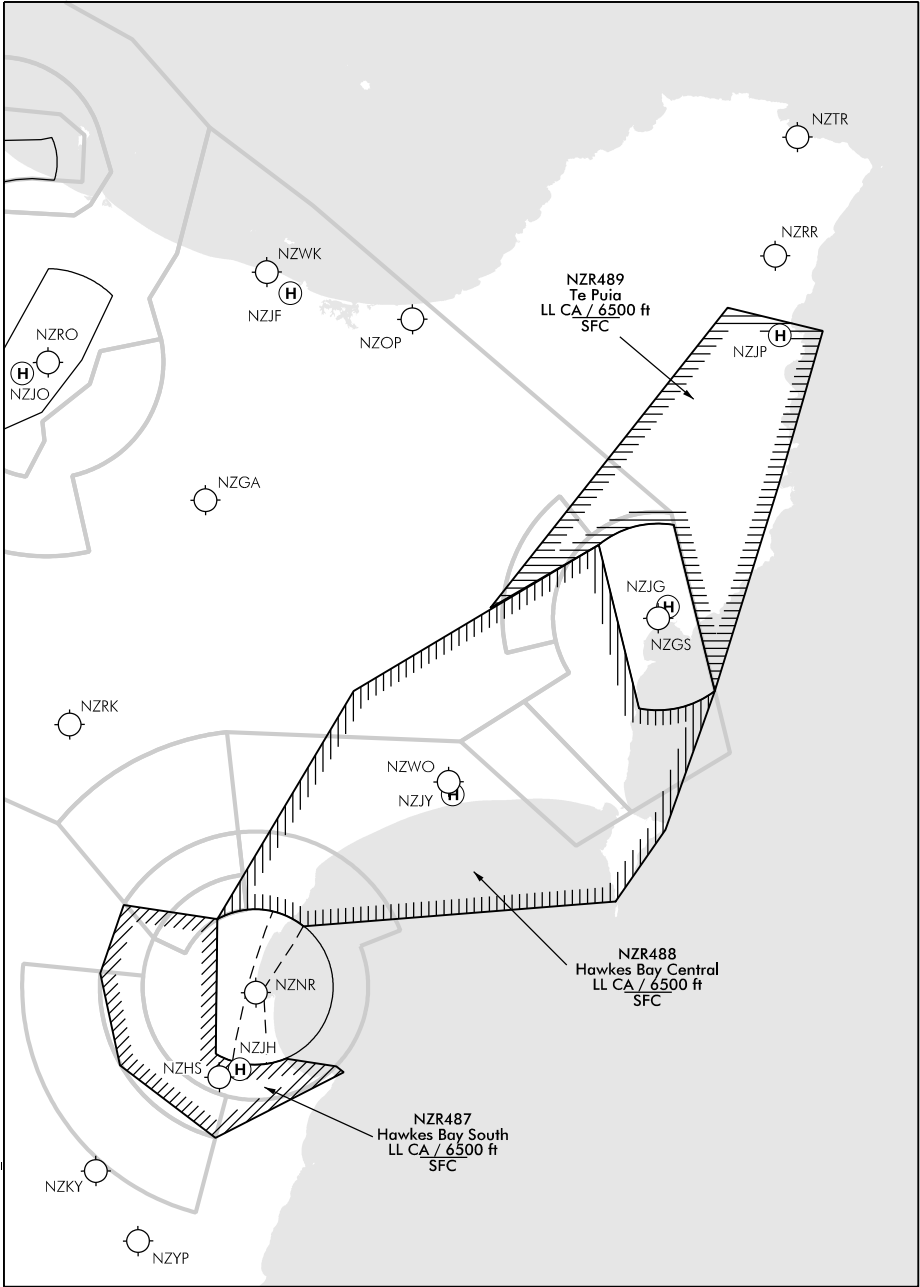 NZTR
NZWK
NZRR
H
NZJF
NZR489
Te Puia
LL CA / 6500 ft
SFC
NZOP
NZRO
H
NZJO
H
NZJP
NZGA
NZJG
H
NZGS
NZRK
NZWO
NZJY
H
NZNR
NZR488
Hawkes Bay Central
LL CA / 6500 ft
SFC
NZJH
NZHS
H
NZR487
Hawkes Bay South
LL CA / 6500 ft
SFC
NZKY
NZYP